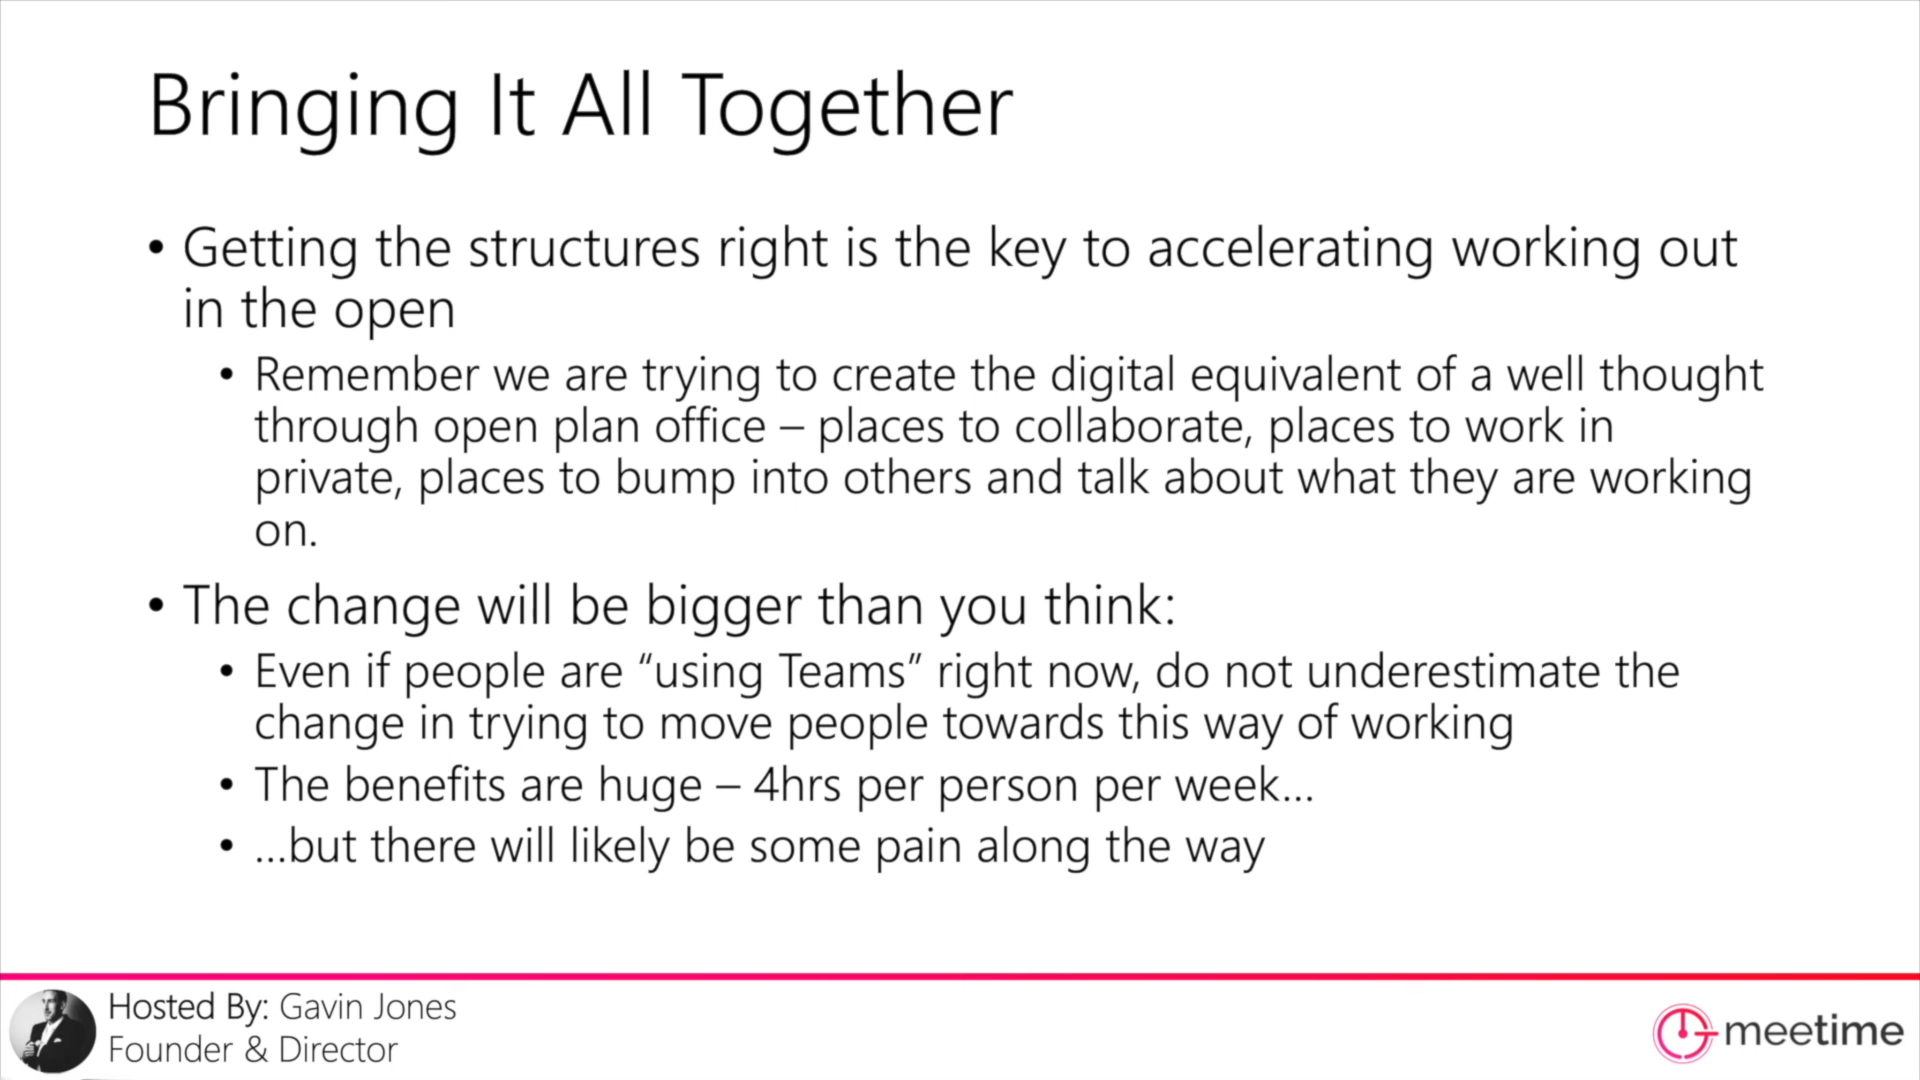 Bringing It All Together
• Getting the structures right is the key to accelerating working out
in the open
• Remember we are trying to create the digital equivalent of a well thought
through open plan office – places to collaborate, places to work in
private, places to bump into others and talk about what they are working
on.
• The change will be bigger than you think:
• Even if people are “using Teams” right now, do not underestimate the
change in trying to move people towards this way of working
• The benefits are huge – 4hrs per person per week…
• …but there will likely be some pain along the way
Hosted By: Gavin Jones
Founder & Director
meetime